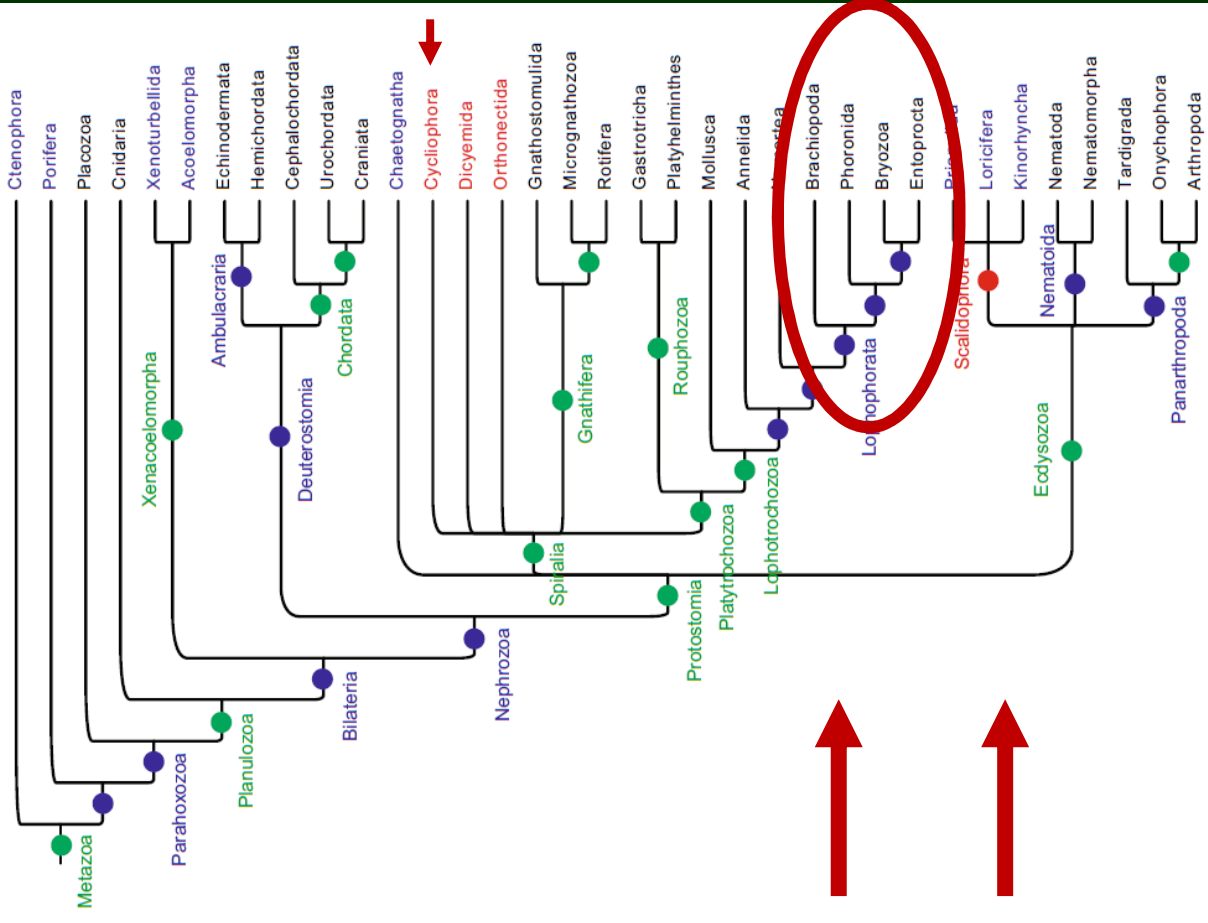 Ctenophora
Porifera
Placozoa
Cnidaria
Xenoturbellida
Acoelomorpha
Echinodermata
Hemichordata
Cephalochordata
Urochordata
Craniata
Chaetognatha
Cycliophora
Dicyemida
Orthonectida
Gnathostomulida
Micrognathozoa
Rotifera
Gastrotricha
Platyhelminthes
Mollusca
Annelida
Brachiopoda
Phoronida
Bryozoa
Entoprocta
Loricifera
Kinorhyncha
Nematoda
Nematomorpha
Tardigrada
Onychophora
Arthropoda
Ambulacraria
Chordata
Xenacoelomorpha
Deuterostomia
Gnathifera
Rouphozoa
Lophophorata
Scalidophora
Nematoida
Panarthropoda
Ecdysozoa
Spiralia
Platytrochozoa
Lophotrochozoa
Protostomia
Nephrozoa
Bilateria
Planulozoa
Parahoxozoa
Metazoa